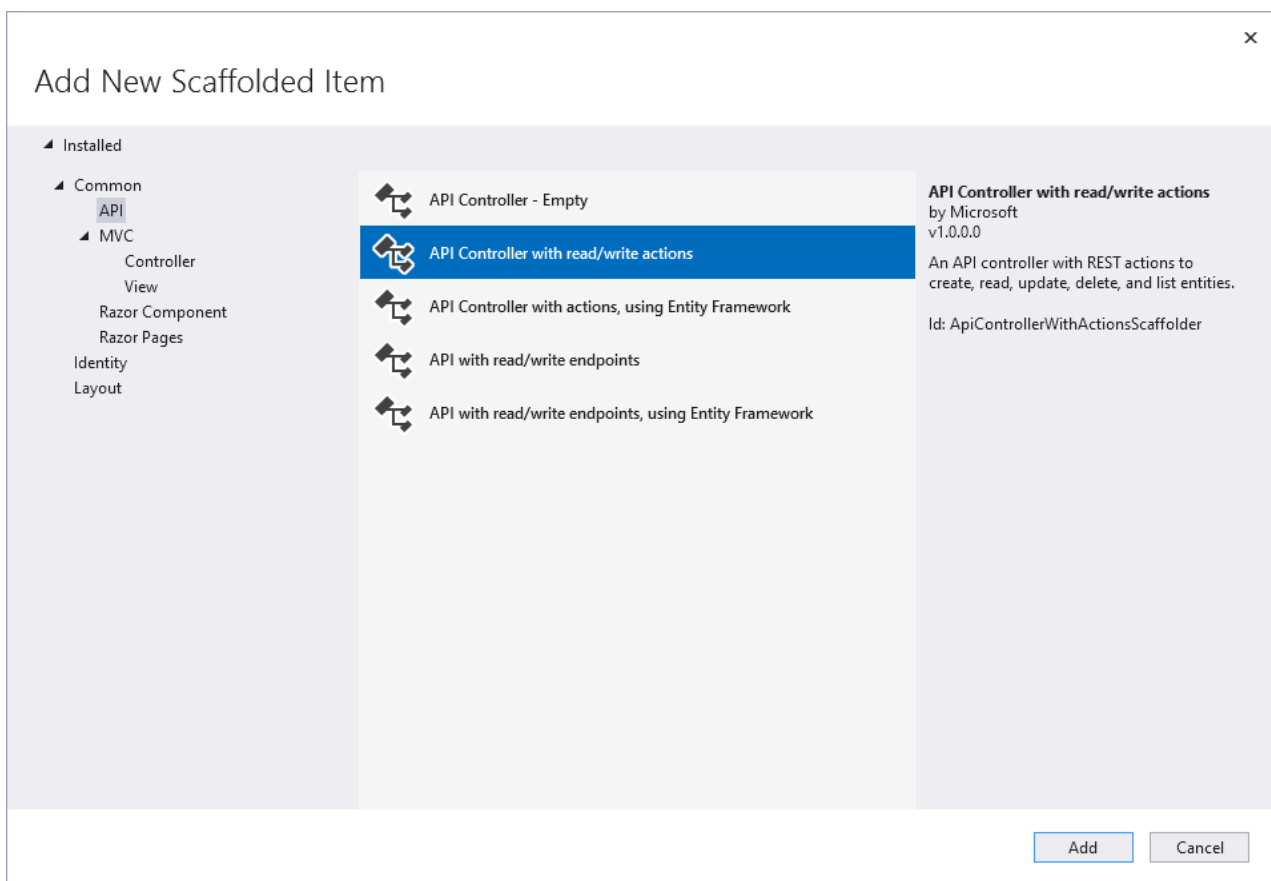 Add New Scaffolded Item
Installed
Common
API
MVC
Controller
View
Razor Component
Razor Pages
Identity
Layout
API Controller - Empty
API Controller with read/write actions
API Controller with actions, using Entity Framework
API with read/write endpoints
API with read/write endpoints, using Entity Framework
API Controller with read/write actions
by Microsoft
v1.0.0.0
An API controller with REST actions to
create, read, update, delete, and list entities.
Id: ApiControllerWithActionsScaffolder
Add
Cancel